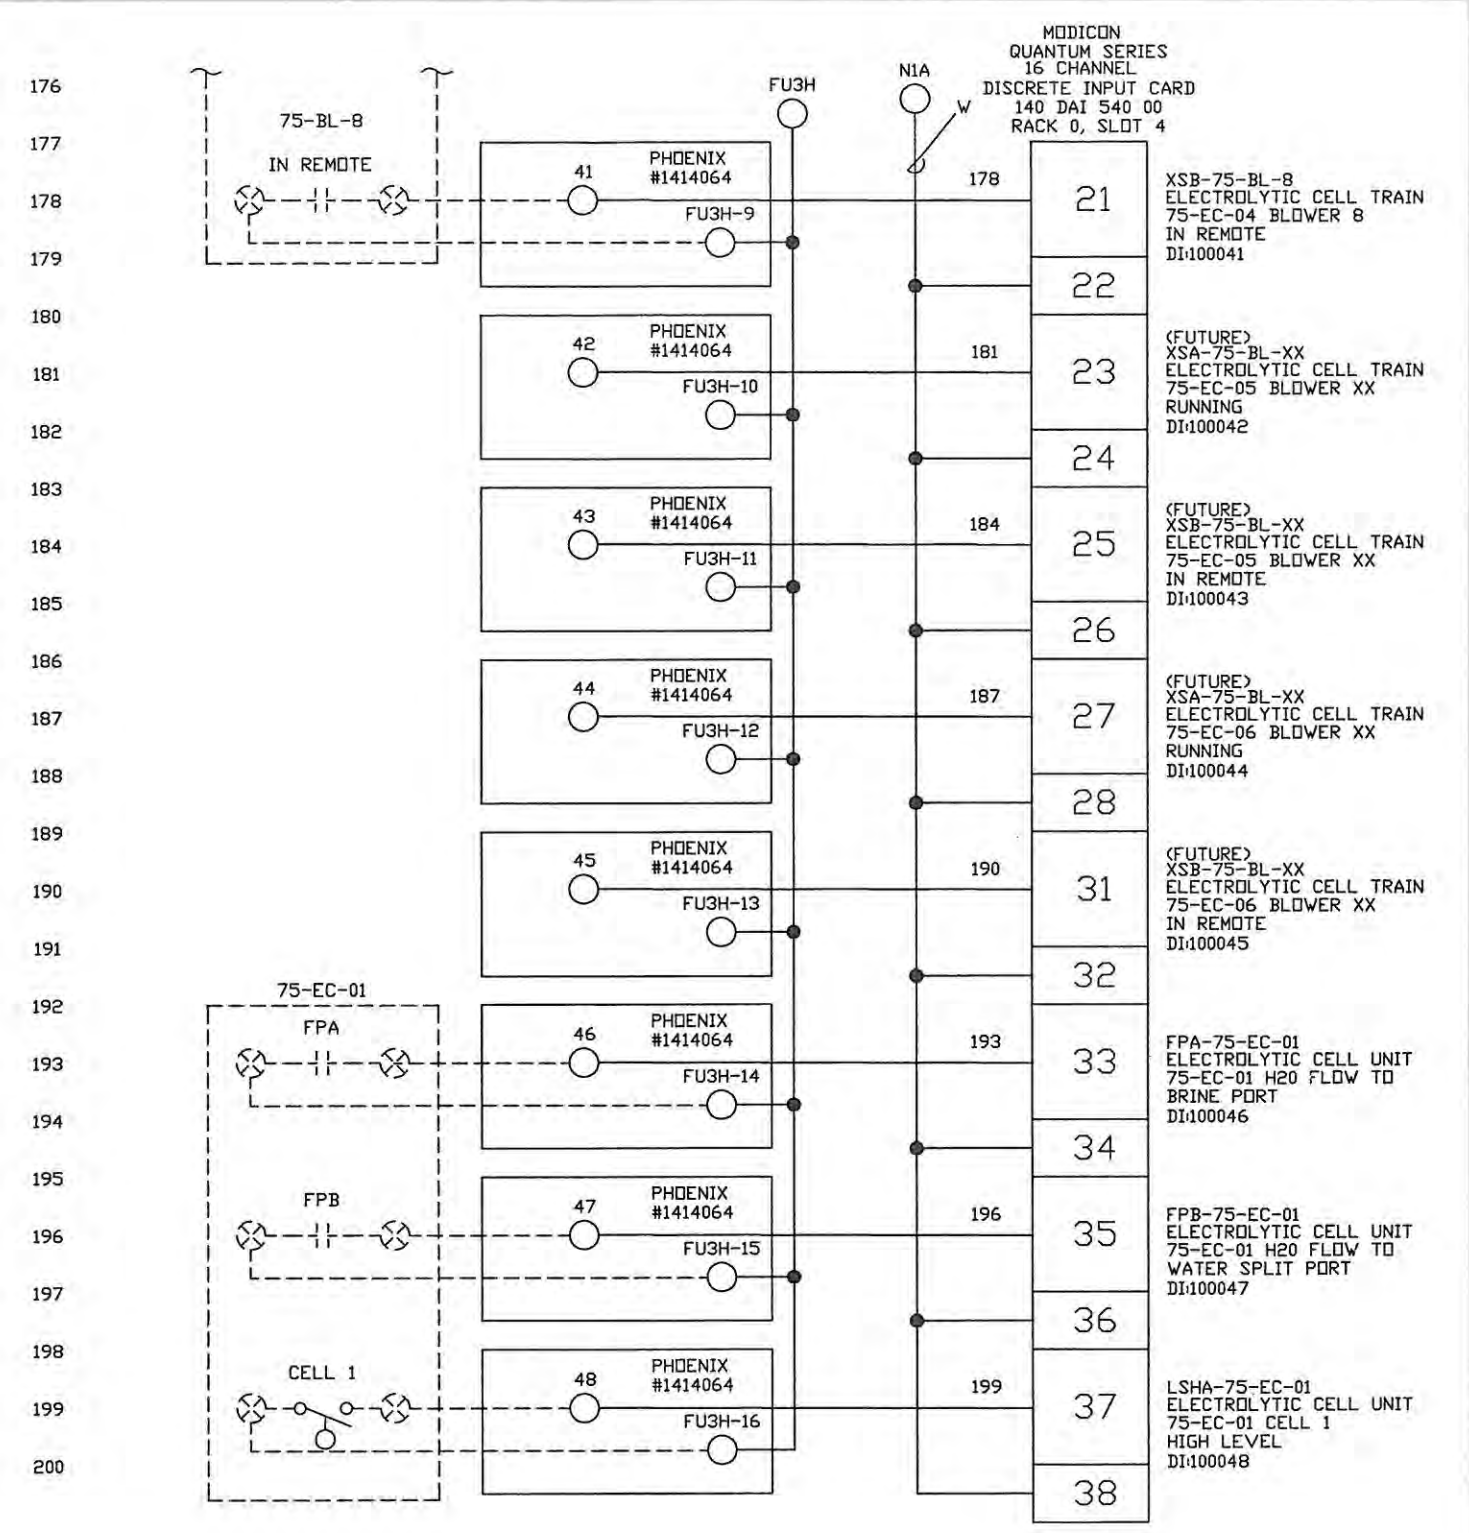 MODICON
QUANTUM SERIES
16 CHANNEL
DISCRETE INPUT CARD
140 DAI 540 00
RACK 0, SLOT 4
FU3H
N1A
W
176
75-BL-8
177
IN REMOTE
41
PHOENIX
#1414064
178
178
21
XSB-75-BL-8
ELECTROLYTIC CELL TRAIN
75-EC-04 BLOWER 8
IN REMOTE
DI:100041
FU3H-9
179
22
180
42
PHOENIX
#1414064
181
181
23
(FUTURE)
XSA-75-BL-XX
ELECTROLYTIC CELL TRAIN
75-EC-05 BLOWER XX
RUNNING
DI:100042
FU3H-10
182
24
183
43
PHOENIX
#1414064
184
184
25
(FUTURE)
XSB-75-BL-XX
ELECTROLYTIC CELL TRAIN
75-EC-05 BLOWER XX
IN REMOTE
DI:100043
FU3H-11
185
26
186
44
PHOENIX
#1414064
187
187
27
(FUTURE)
XSA-75-BL-XX
ELECTROLYTIC CELL TRAIN
75-EC-06 BLOWER XX
RUNNING
DI:100044
FU3H-12
188
28
189
45
PHOENIX
#1414064
190
190
31
(FUTURE)
XSB-75-BL-XX
ELECTROLYTIC CELL TRAIN
75-EC-06 BLOWER XX
IN REMOTE
DI:100045
FU3H-13
191
32
75-EC-01
192
FPA
46
PHOENIX
#1414064
193
193
33
FPA-75-EC-01
ELECTROLYTIC CELL UNIT
75-EC-01 H20 FLOW TO
BRINE PORT
DI:100046
FU3H-14
194
34
195
FPB
47
PHOENIX
#1414064
196
196
35
FPB-75-EC-01
ELECTROLYTIC CELL UNIT
75-EC-01 H20 FLOW TO
WATER SPLIT PORT
DI:100047
FU3H-15
197
36
198
CELL 1
48
PHOENIX
#1414064
199
199
37
LSHA-75-EC-01
ELECTROLYTIC CELL UNIT
75-EC-01 CELL 1
HIGH LEVEL
DI:100048
FU3H-16
200
38